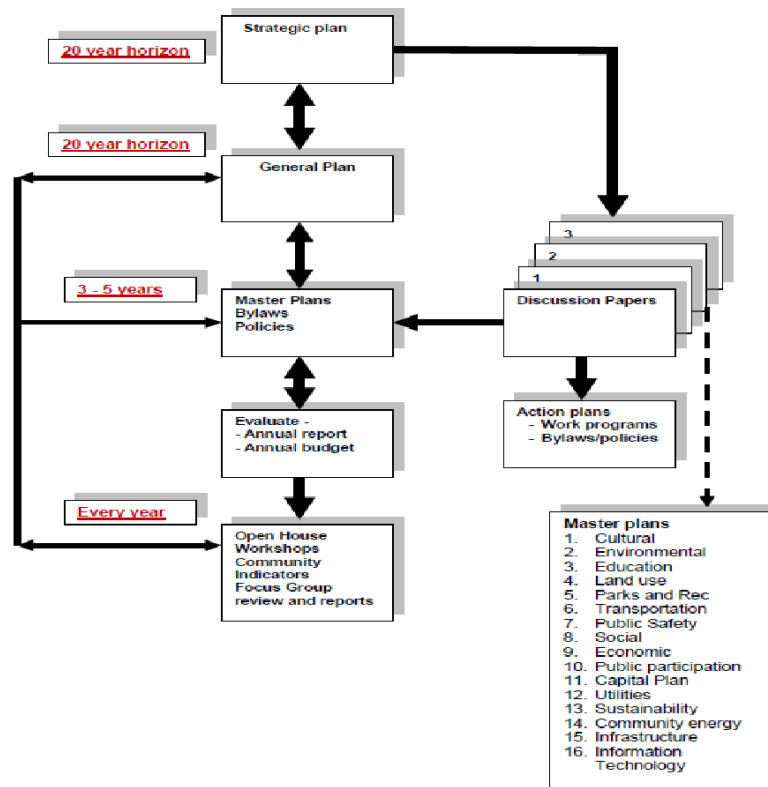 Strategic plan
20 year horizon
20 year horizon
General Plan
3
2
1
3 - 5 years
Master Plans
Bylaws
Policies
Discussion Papers
Evaluate -
- Annual report
- Annual budget
Action plans
- Work programs
- Bylaws/policies
Every year
Open House
Workshops
Community
Indicators
Focus Group
review and reports
Master plans
1. Cultural
2. Environmental
3. Education
4. Land use
5. Parks and Rec
6. Transportation
7. Public Safety
8. Social
9. Economic
10. Public participation
11. Capital Plan
12. Utilities
13. Sustainability
14. Community energy
15. Infrastructure
16. Information
Technology